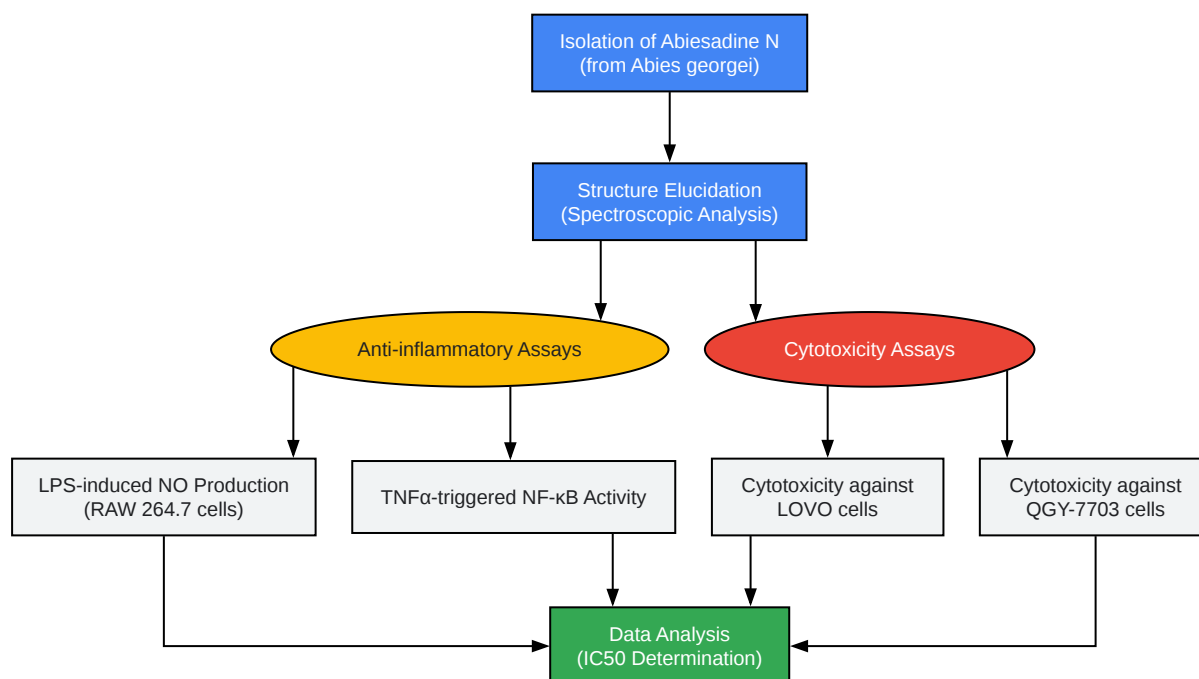 Isolation of Abiesadine N
(from Abies georgei)
Structure Elucidation
(Spectroscopic Analysis)
Anti-inflammatory Assays
Cytotoxicity Assays
LPS-induced NO Production
(RAW 264.7 cells)
TNFα-triggered NF-κB Activity
Cytotoxicity against
LOVO cells
Cytotoxicity against
QGY-7703 cells
Data Analysis
(IC50 Determination)